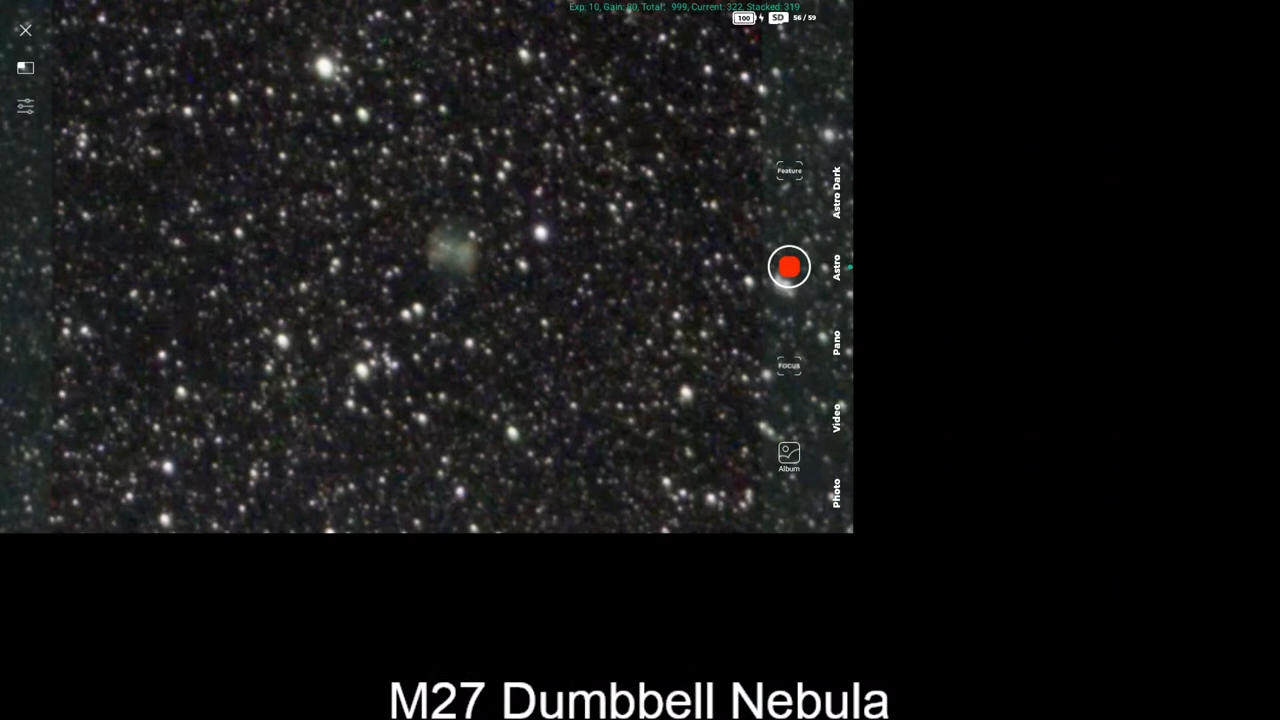 Exp: 10, Gain: 80, Total: 999, Current: 322, Stacked: 319
100 SD 56 / 59
Feature
Astro Dark
Astro
Pano
FOCUS
Video
Album
Photo
M27 Dumbbell Nebula